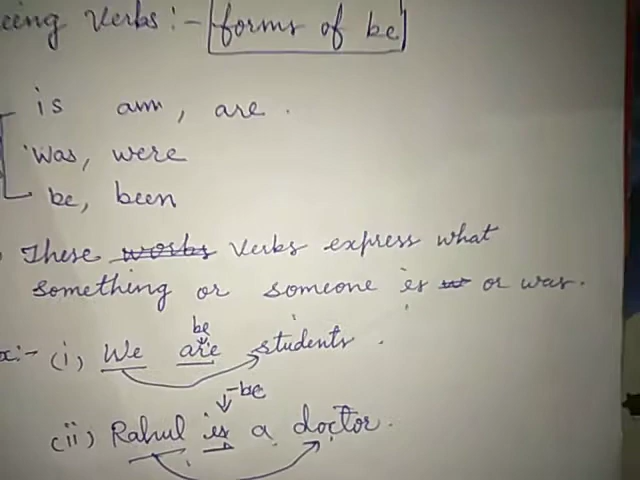 eing Verbs:- forms of be
is am, are.
was, were
be, been
These works verbs express what
something or someone is or was.
x:- (i) We are students.
be
-be
(ii) Rahul is a doctor.